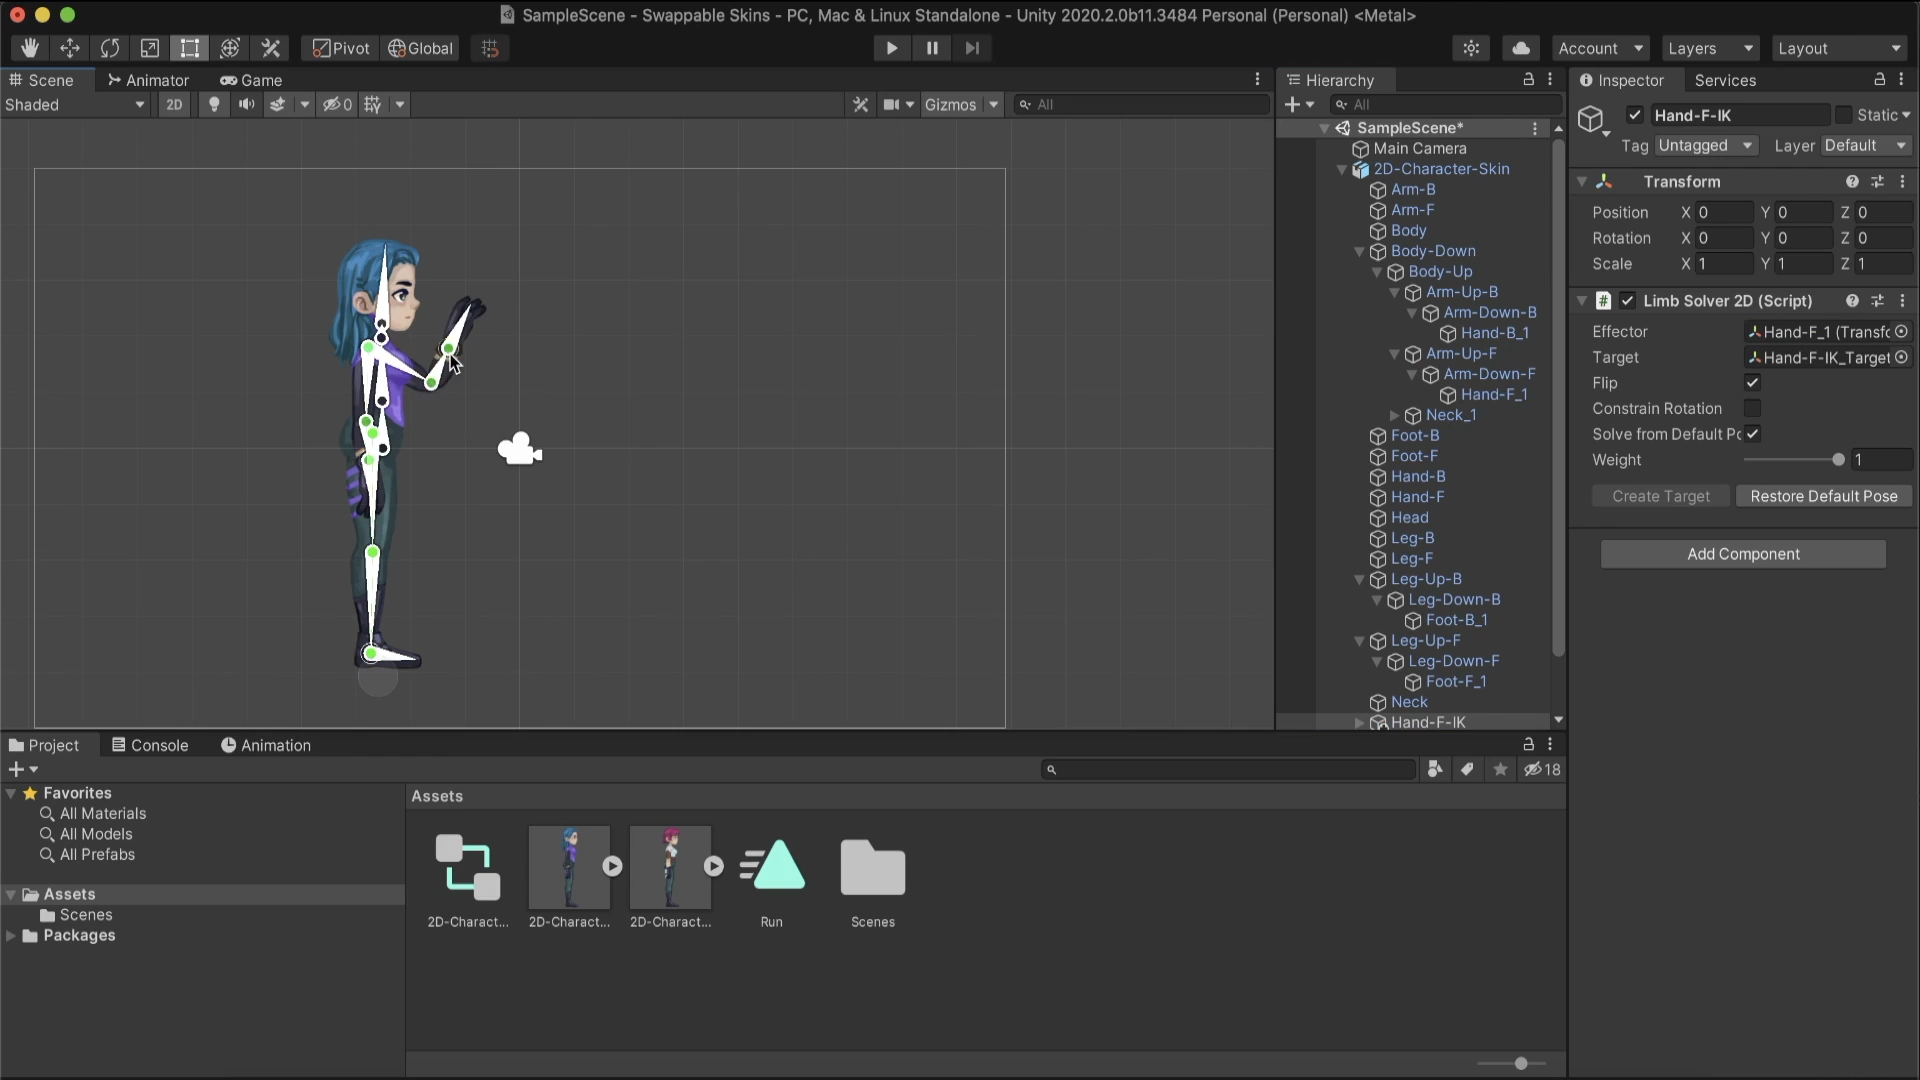 SampleScene - Swappable Skins - PC, Mac & Linux Standalone - Unity 2020.2.0b11.3484 Personal (Personal) <Metal>
Pivot Global Account Layers Layout
Scene Animator Game
Shaded 2D 0 Gizmos All
Hierarchy
All
SampleScene*
Main Camera
2D-Character-Skin
Arm-B
Arm-F
Body
Body-Down
Body-Up
Arm-Up-B
Arm-Down-B
Hand-B_1
Arm-Up-F
Arm-Down-F
Hand-F_1
Neck_1
Foot-B
Foot-F
Hand-B
Hand-F
Head
Leg-B
Leg-F
Leg-Up-B
Leg-Down-B
Foot-B_1
Leg-Up-F
Leg-Down-F
Foot-F_1
Neck
Hand-F-IK
Inspector Services
Hand-F-IK Static
Tag Untagged Layer Default
Transform
Position X 0 Y 0 Z 0
Rotation X 0 Y 0 Z 0
Scale X 1 Y 1 Z 1
# Limb Solver 2D (Script)
Effector Hand-F_1 (Transfo
Target Hand-F-IK_Target
Flip
Constrain Rotation
Solve from Default Po
Weight 1
Create Target Restore Default Pose
Add Component
Project Console Animation
18
Favorites
All Materials
All Models
All Prefabs
Assets
Scenes
Packages
Assets
2D-Charact... 2D-Charact... 2D-Charact... Run Scenes